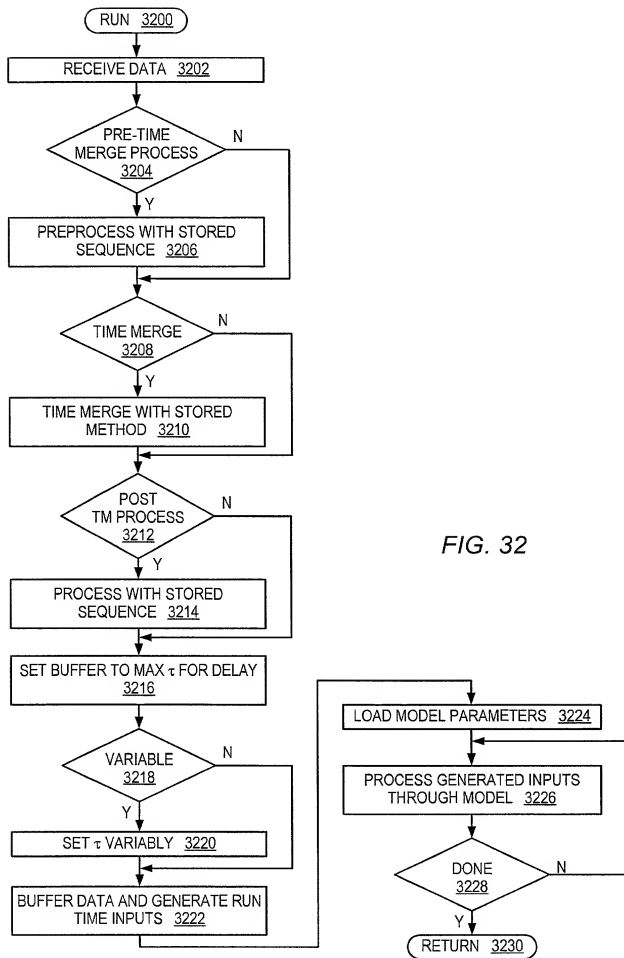 RUN 3200
RECEIVE DATA 3202
PRE-TIME
MERGE PROCESS
3204
N
Y
PREPROCESS WITH STORED
SEQUENCE 3206
TIME MERGE
3208
N
Y
TIME MERGE WITH STORED
METHOD 3210
POST
TM PROCESS
3212
N
Y
PROCESS WITH STORED
SEQUENCE 3214
SET BUFFER TO MAX τ FOR DELAY
3216
VARIABLE
3218
N
Y
SET τ VARIABLY 3220
BUFFER DATA AND GENERATE RUN
TIME INPUTS 3222
FIG. 32
LOAD MODEL PARAMETERS 3224
PROCESS GENERATED INPUTS
THROUGH MODEL 3226
DONE
3228
N
Y
RETURN 3230